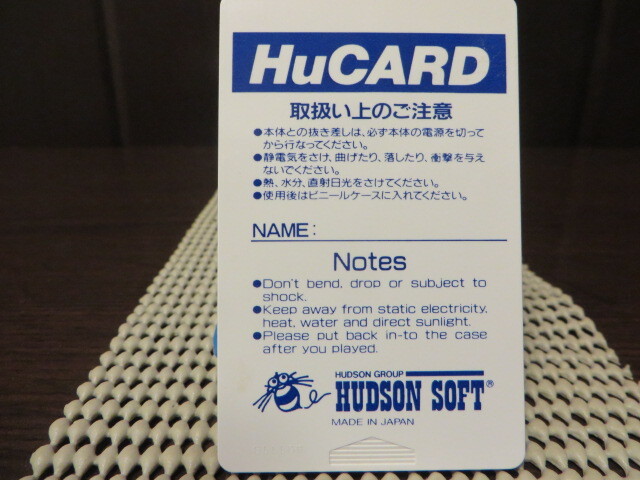 HuCARD
取扱い上のご注意
●本体との抜き差しは、必ず本体の電源を切って
から行なってください。
●静電気をさけ、曲げたり、落したり、衝撃を与え
ないでください。
●熱、水分、直射日光をさけてください。
●使用後はビニールケースに入れてください。
NAME:
Notes
●Don't bend, drop or subject to
shock.
●Keep away from static electricity,
heat, water and direct sunlight.
●Please put back in-to the case
after you played.
HUDSON GROUP
HUDSON SOFT®
MADE IN JAPAN